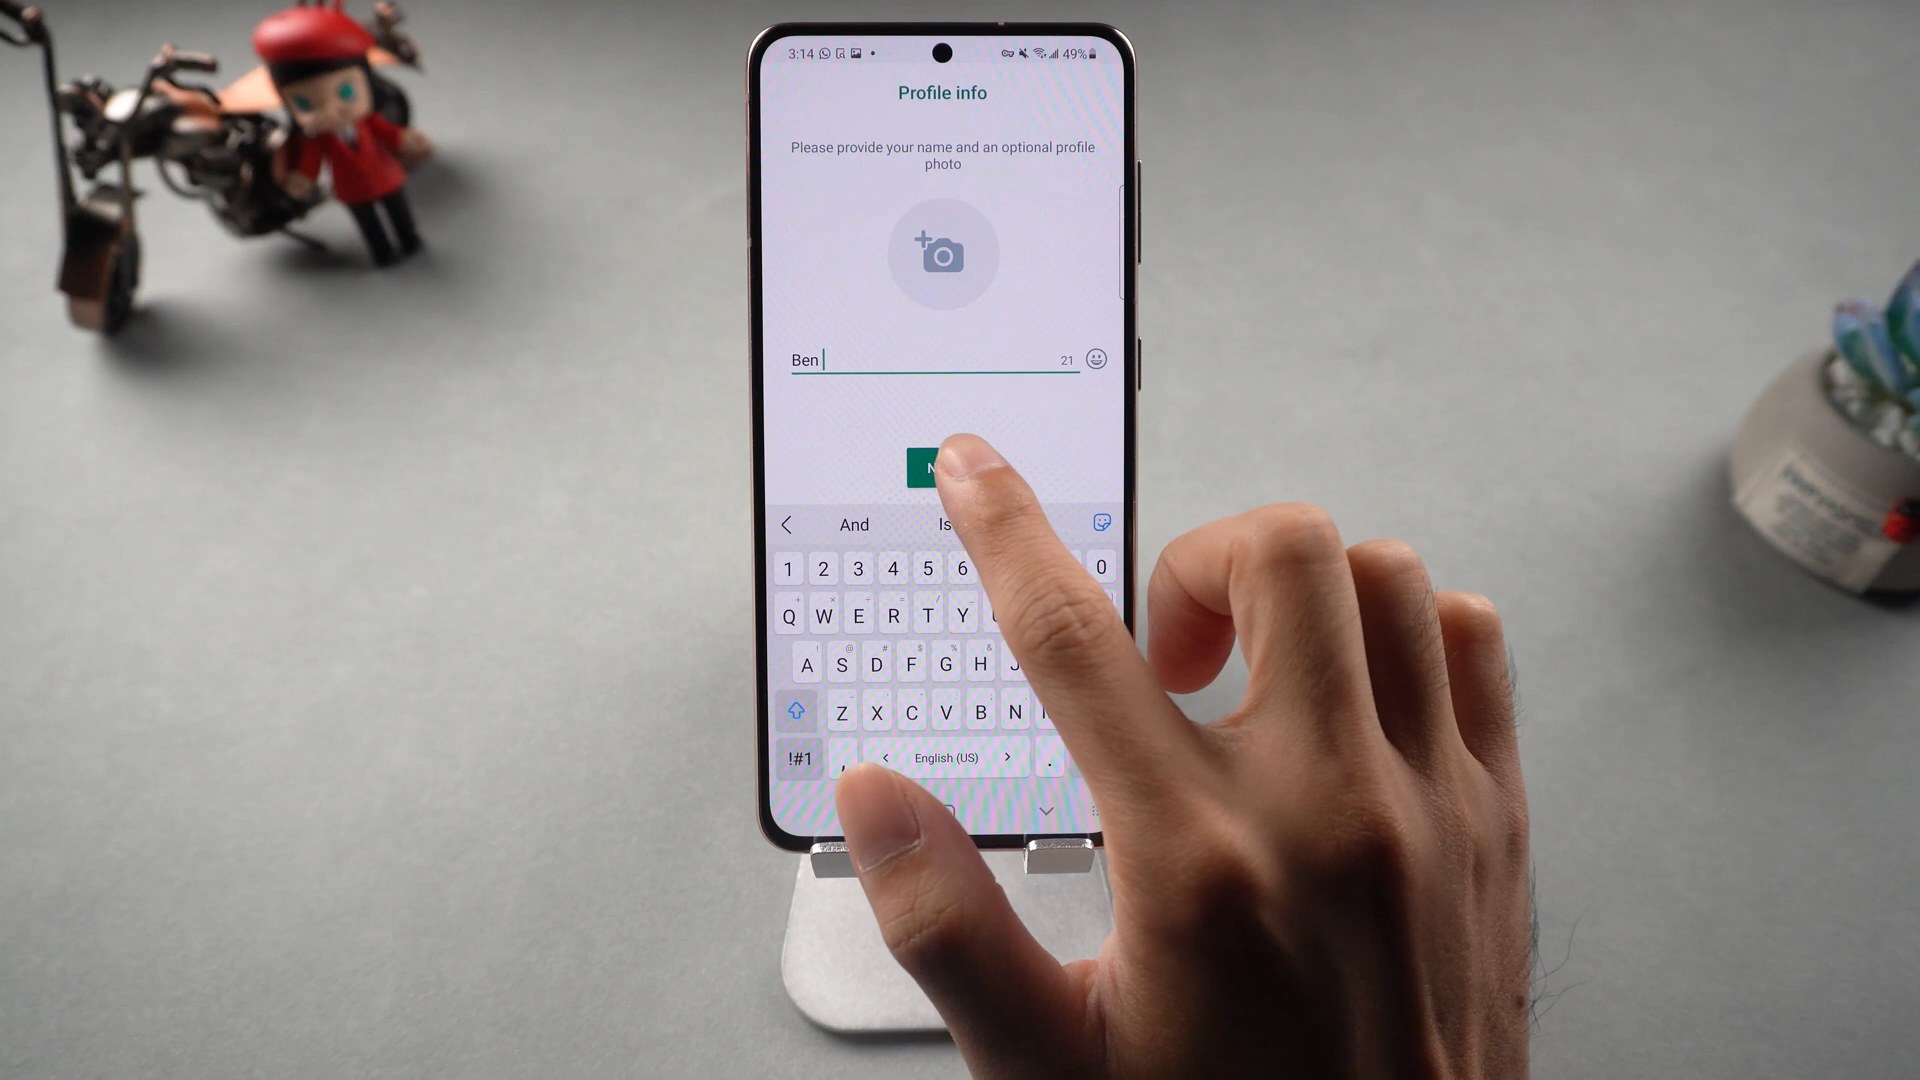 3:14 49%
Profile info
Please provide your name and an optional profile
photo
Ben 21
And Is
1 2 3 4 5 6 0
Q W E R T Y
A S D F G H J
Z X C V B N
!#1 , < English (US) > .